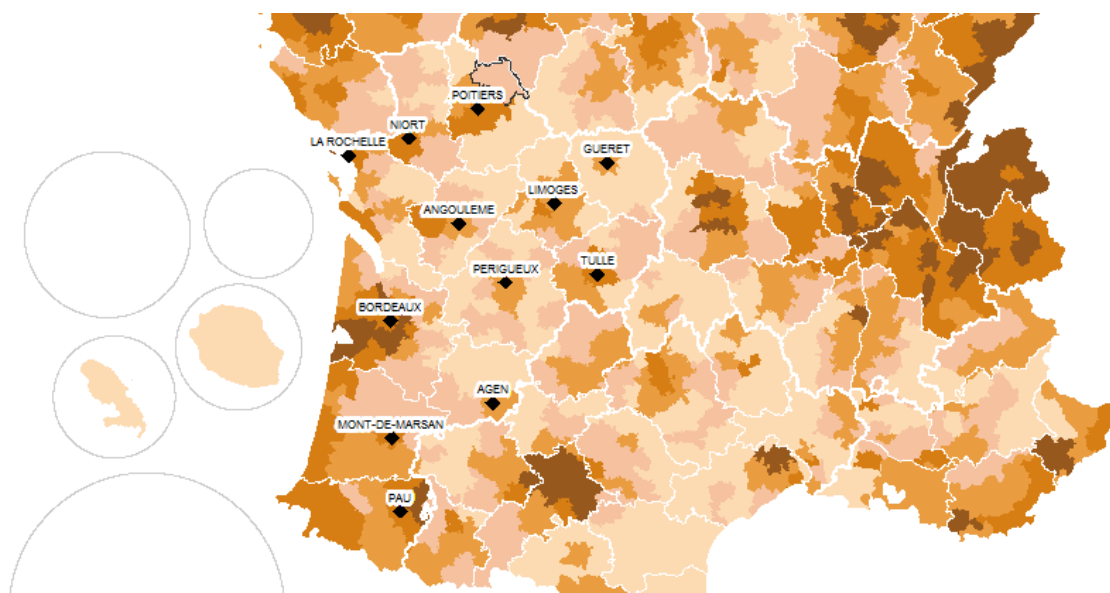 POITIERS
NIORT
LA ROCHELLE
GUERET
LIMOGES
ANGOULEME
TULLE
PERIGUEUX
BORDEAUX
AGEN
MONT-DE-MARSAN
PAU